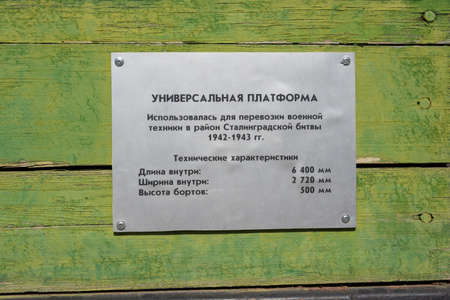 УНИВЕРСАЛЬНАЯ ПЛАТФОРМА
Использовалась для перевозки военной
техники в район Сталинградской битвы
1942-1943 гг.
Технические характеристики
Длина внутри: 6 400 мм
Ширина внутри: 2 720 мм
Высота бортов: 500 мм